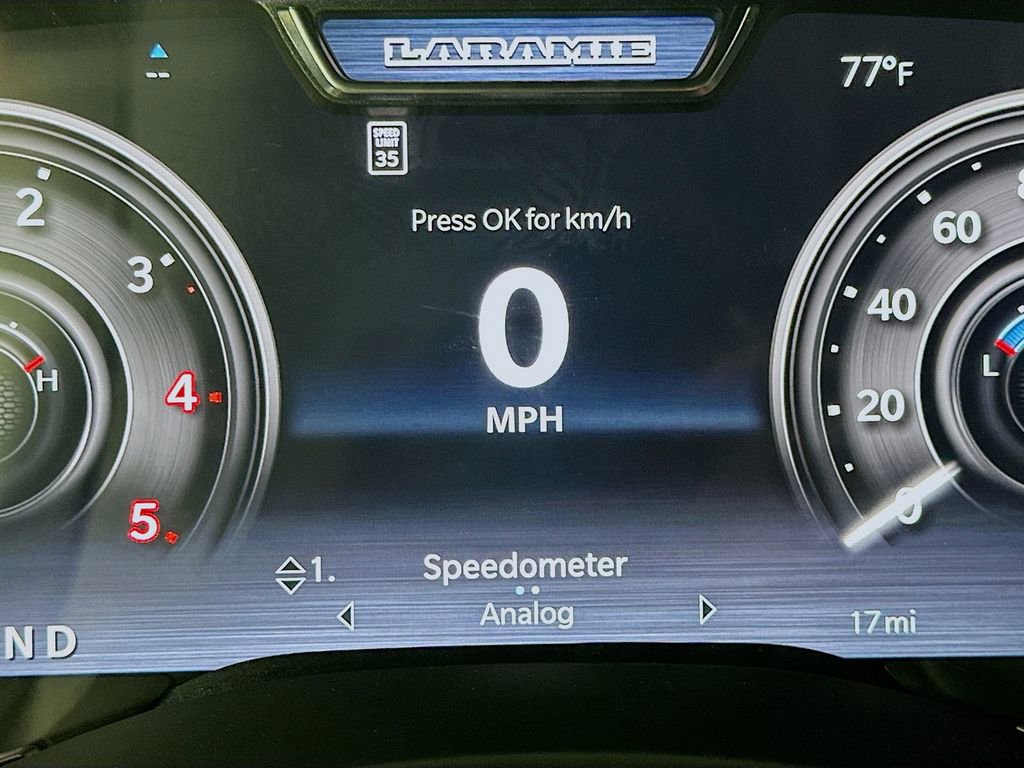 LARAMIE
77°F
SPEED
LIMIT
35
Press OK for km/h
0
MPH
2
3
4
5
H
60
40
20
0
L
1.
Speedometer
Analog
17mi
N D